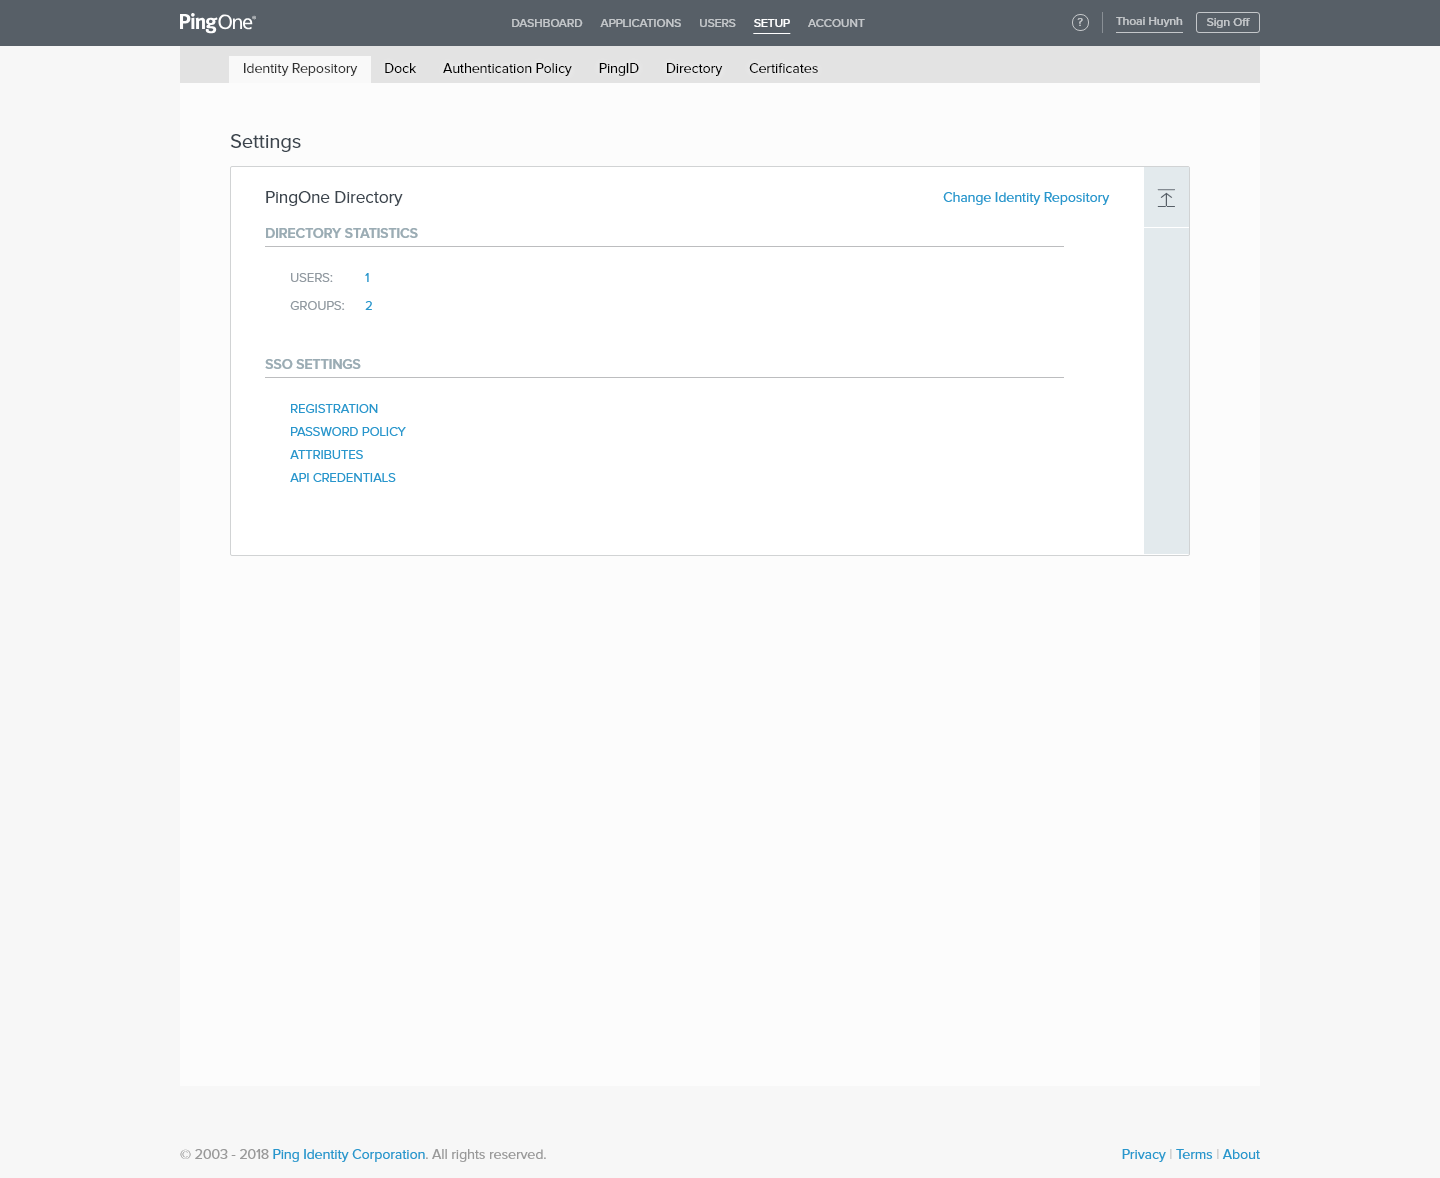 PingOne® DASHBOARD APPLICATIONS USERS SETUP ACCOUNT ? Thoai Huynh Sign Off
Identity Repository Dock Authentication Policy PingID Directory Certificates
Settings
PingOne Directory Change Identity Repository
DIRECTORY STATISTICS
USERS: 1
GROUPS: 2
SSO SETTINGS
REGISTRATION
PASSWORD POLICY
ATTRIBUTES
API CREDENTIALS
© 2003 - 2018 Ping Identity Corporation. All rights reserved. Privacy | Terms | About